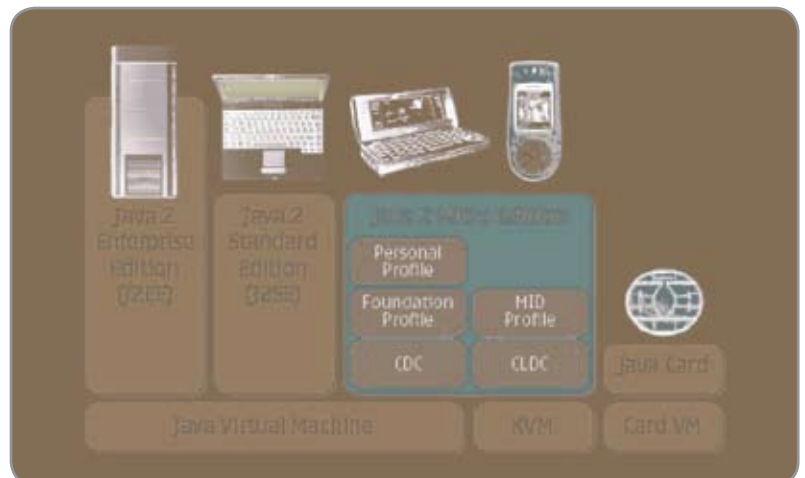 Java 2
Enterprise
Edition
(J2EE)
Java 2
Standard
Edition
(J2SE)
Java 2 Micro Edition
Personal
Profile
Foundation
Profile
MID
Profile
CDC
CLDC
Java Card
Java Virtual Machine
KVM
Card VM